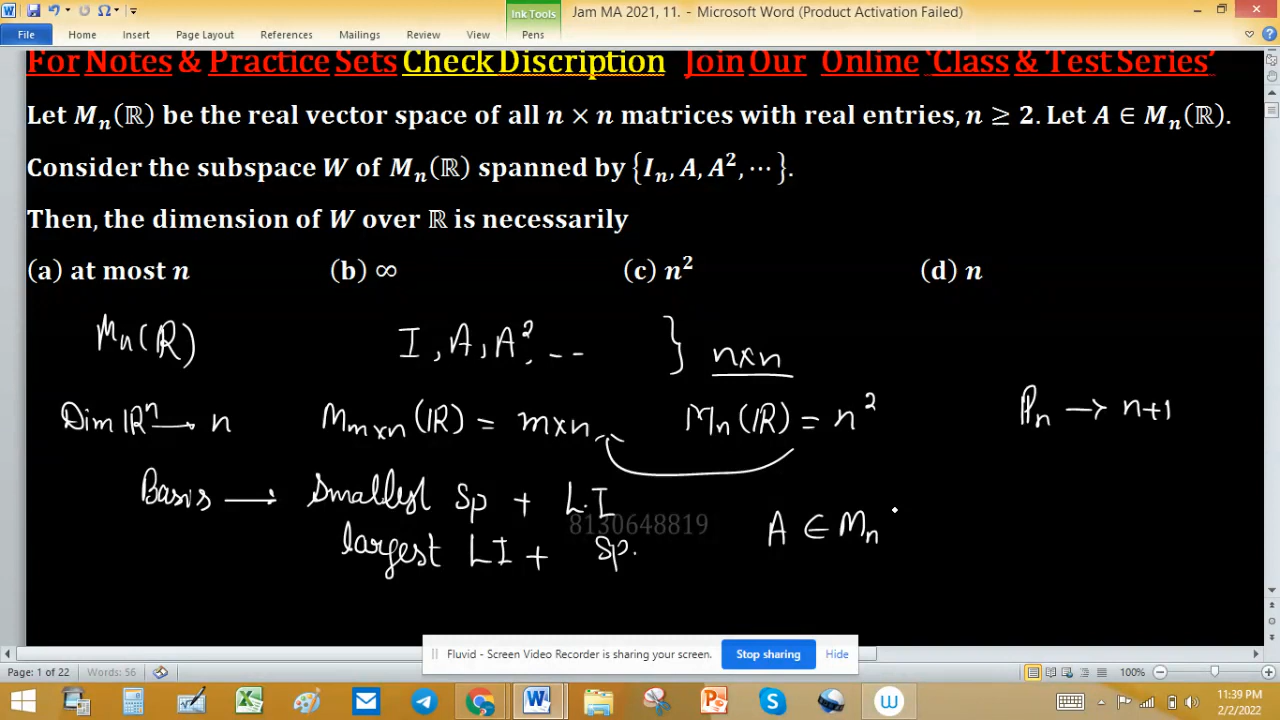 Ink Tools
Jam MA 2021, 11. - Microsoft Word (Product Activation Failed)
File Home Insert Page Layout References Mailings Review View Pens
For Notes & Practice Sets Check Discription Join Our Online 'Class & Test Series'
Let Mₙ(ℝ) be the real vector space of all n × n matrices with real entries, n ≥ 2. Let A ∈ Mₙ(ℝ).
Consider the subspace W of Mₙ(ℝ) spanned by {Iₙ, A, A², ⋯}.
Then, the dimension of W over ℝ is necessarily
(a) at most n (b) ∞ (c) n² (d) n
Mₙ(ℝ) I, A, A², --- } n×n
Dim ℝⁿ → n Mₘₓₙ(ℝ) = m×n Mₙ(ℝ) = n² Pₙ → n+1
Basis → Smallest Sp + L.I
8130648819
largest LI + Sp. A ∈ Mₙ
Fluvid - Screen Video Recorder is sharing your screen. Stop sharing Hide
Page: 1 of 22 Words: 56 100%
11:39 PM
2/2/2022